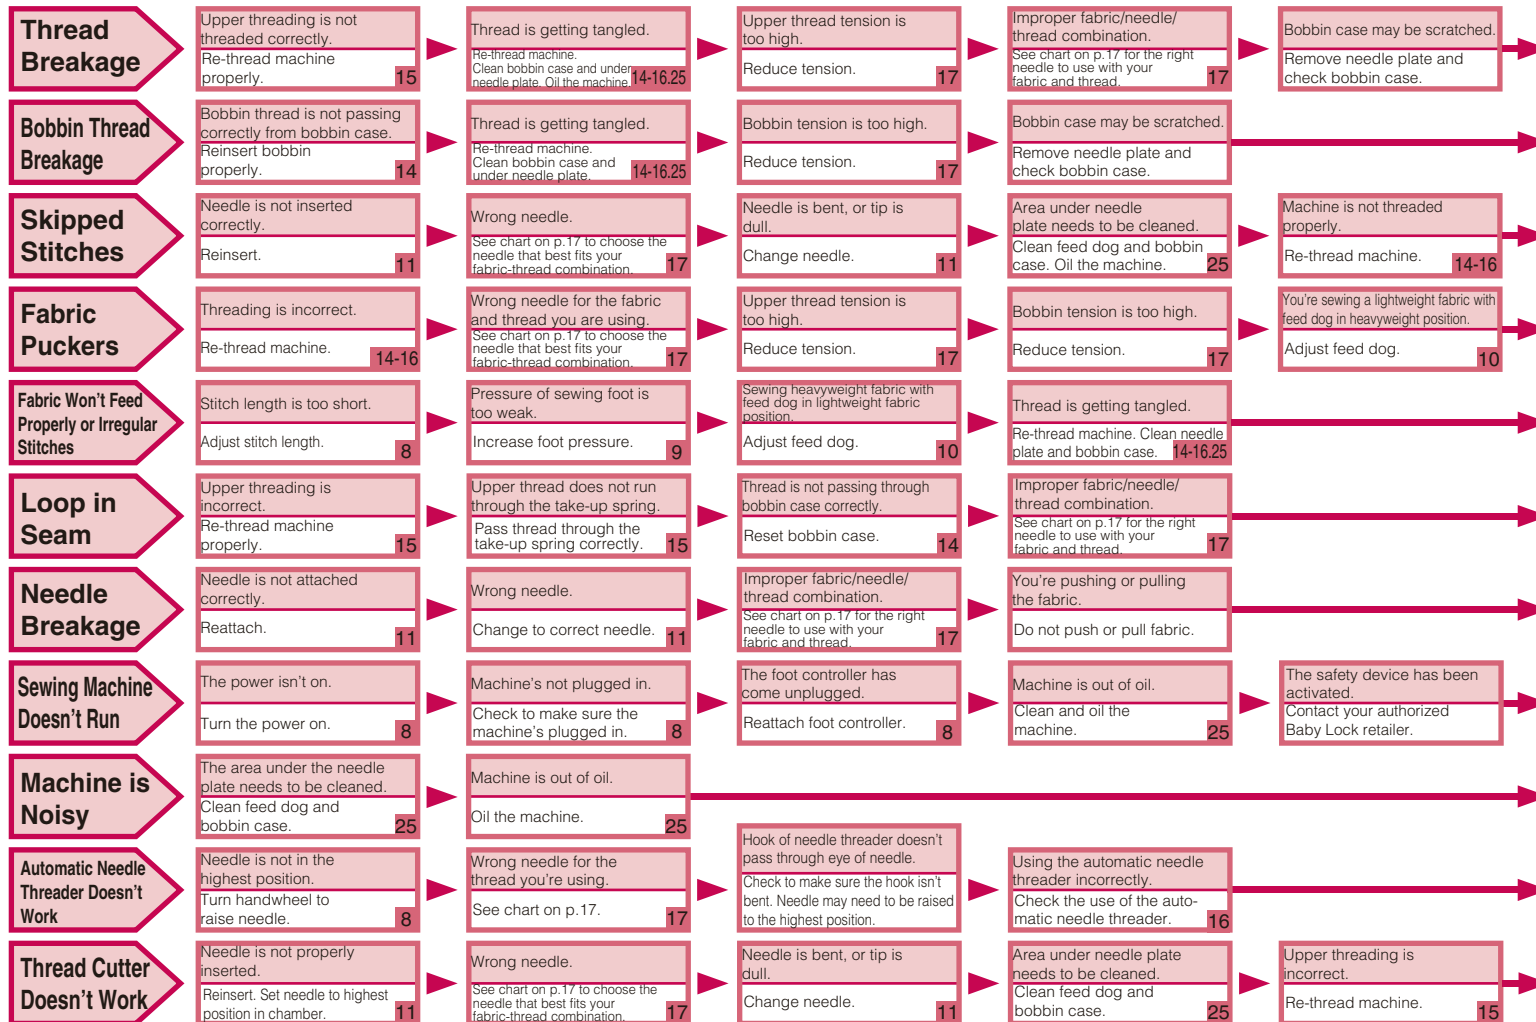 Thread
Breakage
Upper threading is not
threaded correctly.
Re-thread machine
properly.
15
Thread is getting tangled.
Re-thread machine.
Clean bobbin case and under
needle plate. Oil the machine.
14-16.25
Upper thread tension is
too high.
Reduce tension.
17
Improper fabric/needle/
thread combination.
See chart on p.17 for the right
needle to use with your
fabric and thread.
17
Bobbin case may be scratched.
Remove needle plate and
check bobbin case.
Bobbin Thread
Breakage
Bobbin thread is not passing
correctly from bobbin case.
Reinsert bobbin
properly.
14
Thread is getting tangled.
Re-thread machine.
Clean bobbin case and
under needle plate.
14-16.25
Bobbin tension is too high.
Reduce tension.
17
Bobbin case may be scratched.
Remove needle plate and
check bobbin case.
Skipped
Stitches
Needle is not inserted
correctly.
Reinsert.
11
Wrong needle.
See chart on p.17 to choose the
needle that best fits your
fabric-thread combination.
17
Needle is bent, or tip is
dull.
Change needle.
11
Area under needle
plate needs to be cleaned.
Clean feed dog and bobbin
case. Oil the machine.
25
Machine is not threaded
properly.
Re-thread machine.
14-16
Fabric
Puckers
Threading is incorrect.
Re-thread machine.
14-16
Wrong needle for the fabric
and thread you are using.
See chart on p.17 to choose the
needle that best fits your
fabric-thread combination.
17
Upper thread tension is
too high.
Reduce tension.
17
Bobbin tension is too high.
Reduce tension.
17
You're sewing a lightweight fabric with
feed dog in heavyweight position.
Adjust feed dog.
10
Fabric Won't Feed
Properly or Irregular
Stitches
Stitch length is too short.
Adjust stitch length.
8
Pressure of sewing foot is
too weak.
Increase foot pressure.
9
Sewing heavyweight fabric with
feed dog in lightweight fabric
position.
Adjust feed dog.
10
Thread is getting tangled.
Re-thread machine. Clean needle
plate and bobbin case.
14-16.25
Loop in
Seam
Upper threading is
incorrect.
Re-thread machine
properly.
15
Upper thread does not run
through the take-up spring.
Pass thread through the
take-up spring correctly.
15
Thread is not passing through
bobbin case correctly.
Reset bobbin case.
14
Improper fabric/needle/
thread combination.
See chart on p.17 for the right
needle to use with your
fabric and thread.
17
Needle
Breakage
Needle is not attached
correctly.
Reattach.
11
Wrong needle.
Change to correct needle.
11
Improper fabric/needle/
thread combination.
See chart on p.17 for the right
needle to use with your
fabric and thread.
17
You're pushing or pulling
the fabric.
Do not push or pull fabric.
Sewing Machine
Doesn't Run
The power isn't on.
Turn the power on.
8
Machine's not plugged in.
Check to make sure the
machine's plugged in.
8
The foot controller has
come unplugged.
Reattach foot controller.
8
Machine is out of oil.
Clean and oil the
machine.
25
The safety device has been
activated.
Contact your authorized
Baby Lock retailer.
Machine is
Noisy
The area under the needle
plate needs to be cleaned.
Clean feed dog and
bobbin case.
25
Machine is out of oil.
Oil the machine.
25
Automatic Needle
Threader Doesn't
Work
Needle is not in the
highest position.
Turn handwheel to
raise needle.
8
Wrong needle for the
thread you're using.
See chart on p.17.
17
Hook of needle threader doesn't
pass through eye of needle.
Check to make sure the hook isn't
bent. Needle may need to be raised
to the highest position.
Using the automatic needle
threader incorrectly.
Check the use of the auto-
matic needle threader.
16
Thread Cutter
Doesn't Work
Needle is not properly
inserted.
Reinsert. Set needle to highest
position in chamber.
11
Wrong needle.
See chart on p.17 to choose the
needle that best fits your
fabric-thread combination.
17
Needle is bent, or tip is
dull.
Change needle.
11
Area under needle plate
needs to be cleaned.
Clean feed dog and
bobbin case.
25
Upper threading is
incorrect.
Re-thread machine.
15